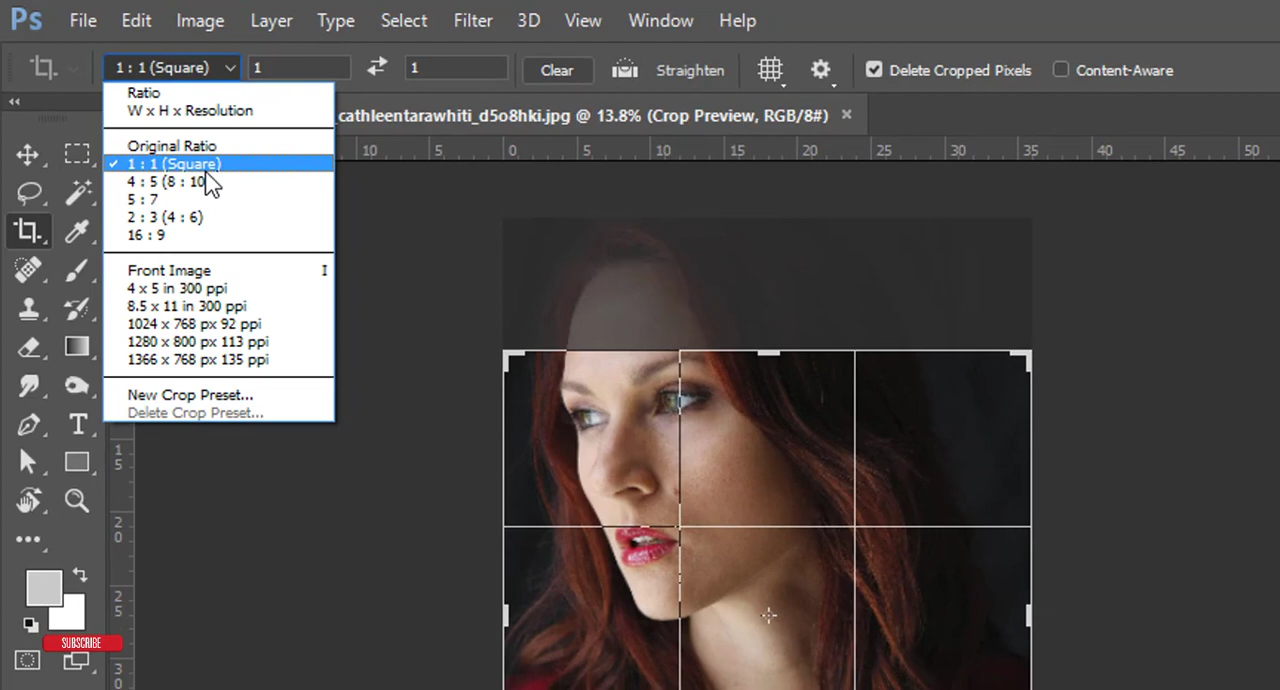 Ps File Edit Image Layer Type Select Filter 3D View Window Help
1 : 1 (Square) 1 1 Clear Straighten Delete Cropped Pixels Content-Aware
_cathleentarawhiti_d5o8hki.jpg @ 13.8% (Crop Preview, RGB/8#)
Ratio
W x H x Resolution
Original Ratio
1 : 1 (Square)
4 : 5 (8 : 10
5 : 7
2 : 3 (4 : 6)
16 : 9
Front Image I
4 x 5 in 300 ppi
8.5 x 11 in 300 ppi
1024 x 768 px 92 ppi
1280 x 800 px 113 ppi
1366 x 768 px 135 ppi
New Crop Preset...
Delete Crop Preset...
10 5 0 5 10 15 20 25 30 35 40 45 50
15
20
25
30
SUBSCRIBE